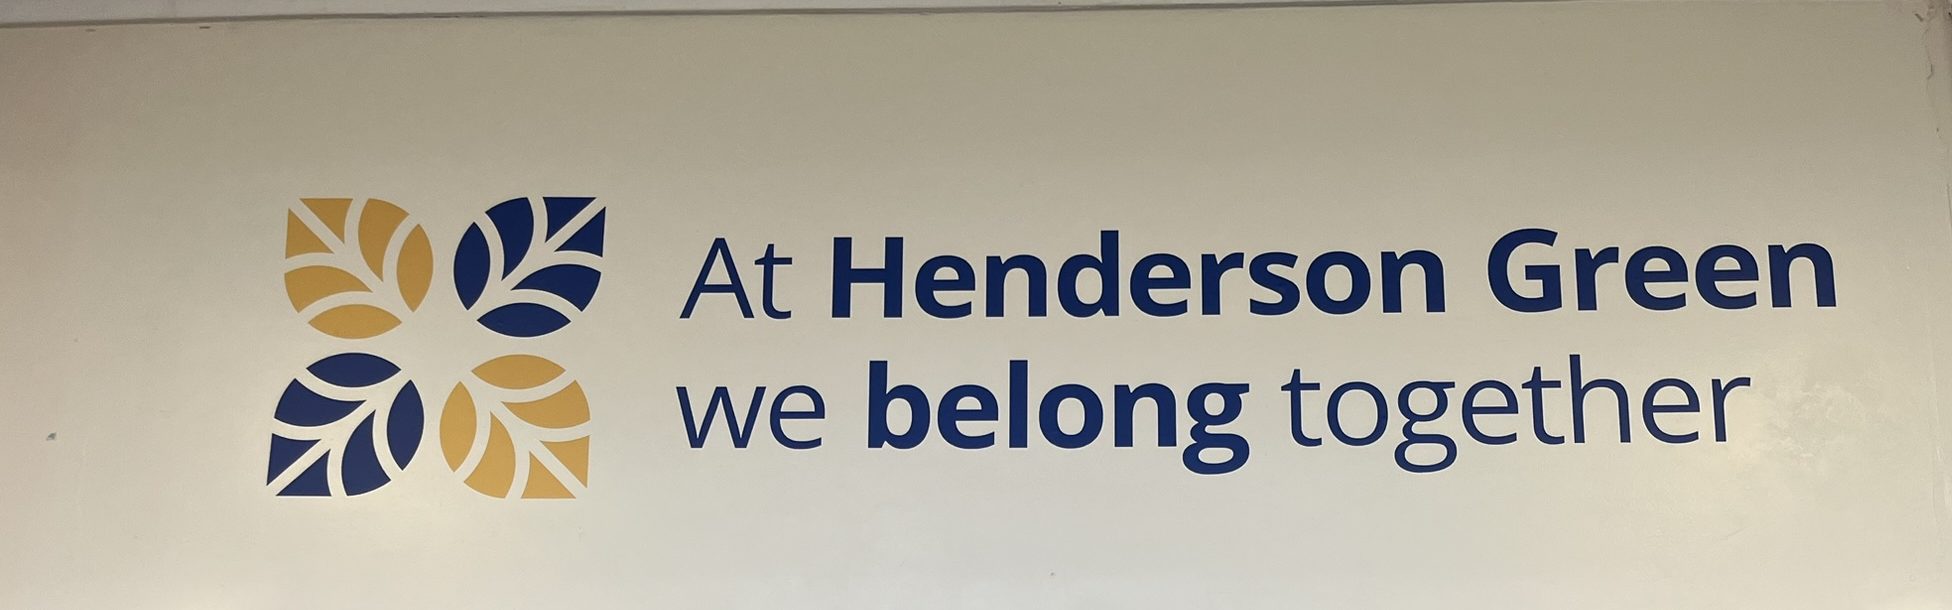 At Henderson Green
we belong together